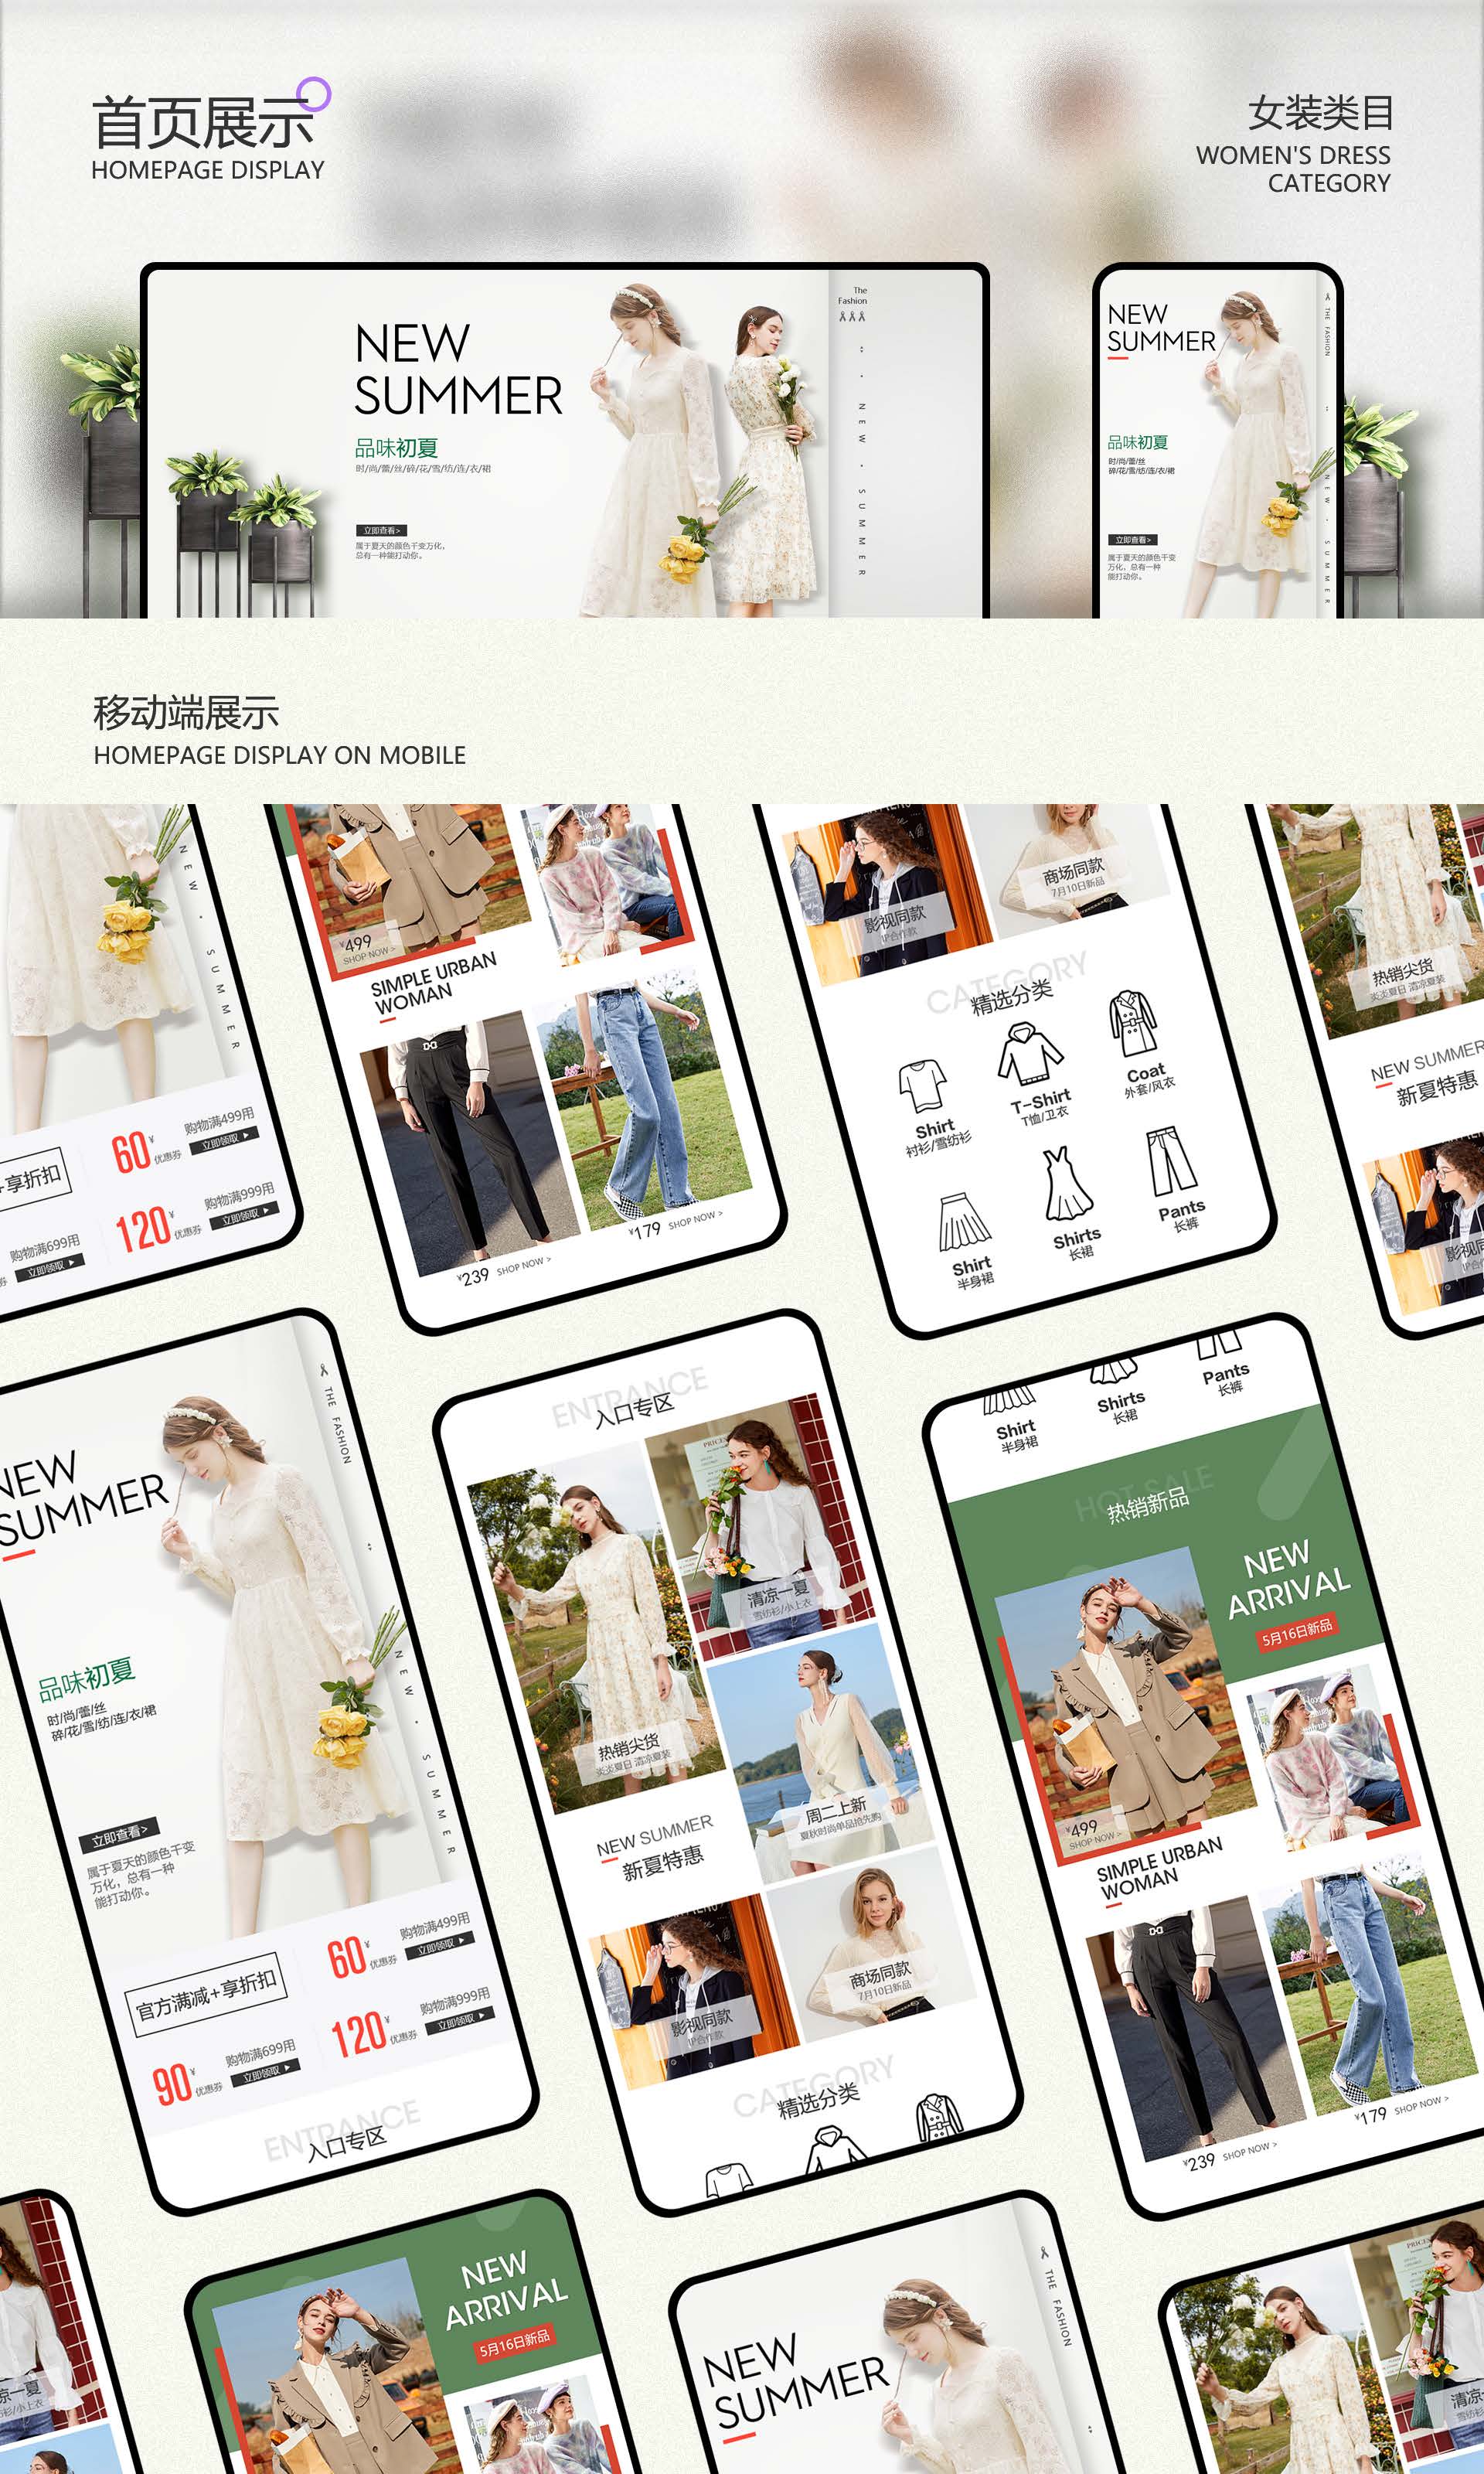 首页展示
HOMEPAGE DISPLAY
女装类目
WOMEN'S DRESS
CATEGORY
NEW
SUMMER
品味初夏
时/尚/蕾/丝/碎/花/雪/纺/连/衣/裙
立即查看>
属于夏天的颜色千变万化,
总有一种能打动你。
The
Fashion
NEW · SUMMER
NEW
SUMMER
品味初夏
时/尚/蕾/丝
碎/花/雪/纺/连/衣/裙
立即查看>
属于夏天的颜色千变
万化,总有一种
能打动你。
THE FASHION
NEW · SUMMER
移动端展示
HOMEPAGE DISPLAY ON MOBILE
NEW · SUMMER
+享折扣
60¥
优惠券
购物满499用
立即领取
120¥
优惠券
购物满999用
立即领取
购物满699用
立即领取
¥499
SHOP NOW >
SIMPLE URBAN
WOMAN
¥239 SHOP NOW >
¥179 SHOP NOW >
影视同款
IP合作款
商场同款
7月10日新品
CATEGORY
精选分类
Shirt
衬衫/雪纺衫
T-Shirt
T恤/卫衣
Coat
外套/风衣
Shirt
半身裙
Shirts
长裙
Pants
长裤
热销尖货
炎炎夏日 清凉夏装
NEW SUMMER
新夏特惠
影视同
NEW
SUMMER
品味初夏
时/尚/蕾/丝
碎/花/雪/纺/连/衣/裙
立即查看>
属于夏天的颜色千变
万化,总有一种
能打动你。
THE FASHION
NEW · SUMMER
官方满减+享折扣
60¥
优惠券
购物满499用
立即领取
90¥
优惠券
购物满699用
立即领取
120¥
优惠券
购物满999用
立即领取
ENTRANCE
入口专区
ENTRANCE
入口专区
清凉一夏
雪纺衫/小上衣
热销尖货
炎炎夏日 清凉夏装
周二上新
夏秋时尚单品抢先购
NEW SUMMER
新夏特惠
影视同款
IP合作款
商场同款
7月10日新品
CATEGORY
精选分类
Shirt
半身裙
Shirts
长裙
Pants
长裤
HOT SALE
热销新品
NEW
ARRIVAL
5月16日新品
¥499
SHOP NOW >
SIMPLE URBAN
WOMAN
¥239 SHOP NOW >
¥179 SHOP NOW >
凉一夏
纺衫/小上衣
NEW
ARRIVAL
5月16日新品
NEW
SUMMER
THE FASHION
清凉